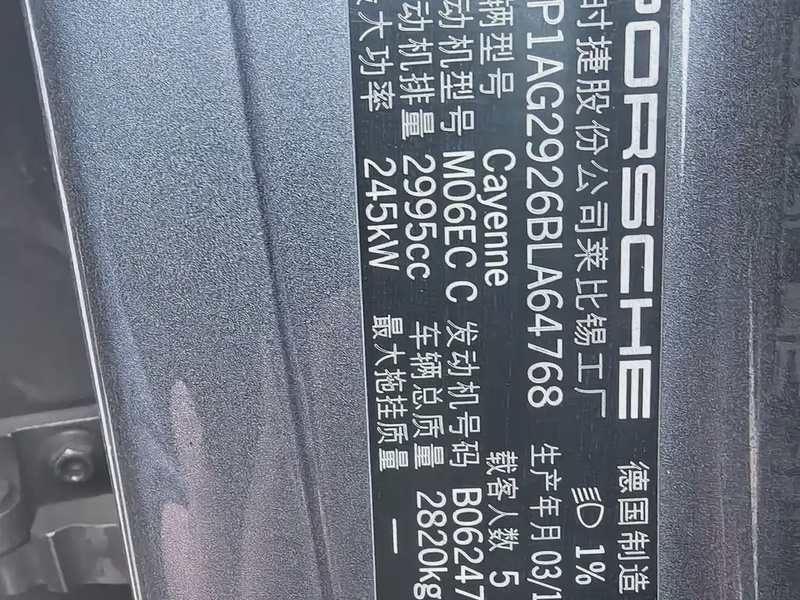 PORSCHE 德国制造
时捷股份公司莱比锡工厂 1%
P1AG2926BLA64768 生产年月 03/1
辆型号 Cayenne 载客人数 5
动机型号 M06EC C 发动机号码 B06247
动机排量 2995cc 车辆总质量 2820kg
大功率 245kW 最大拖挂质量 —